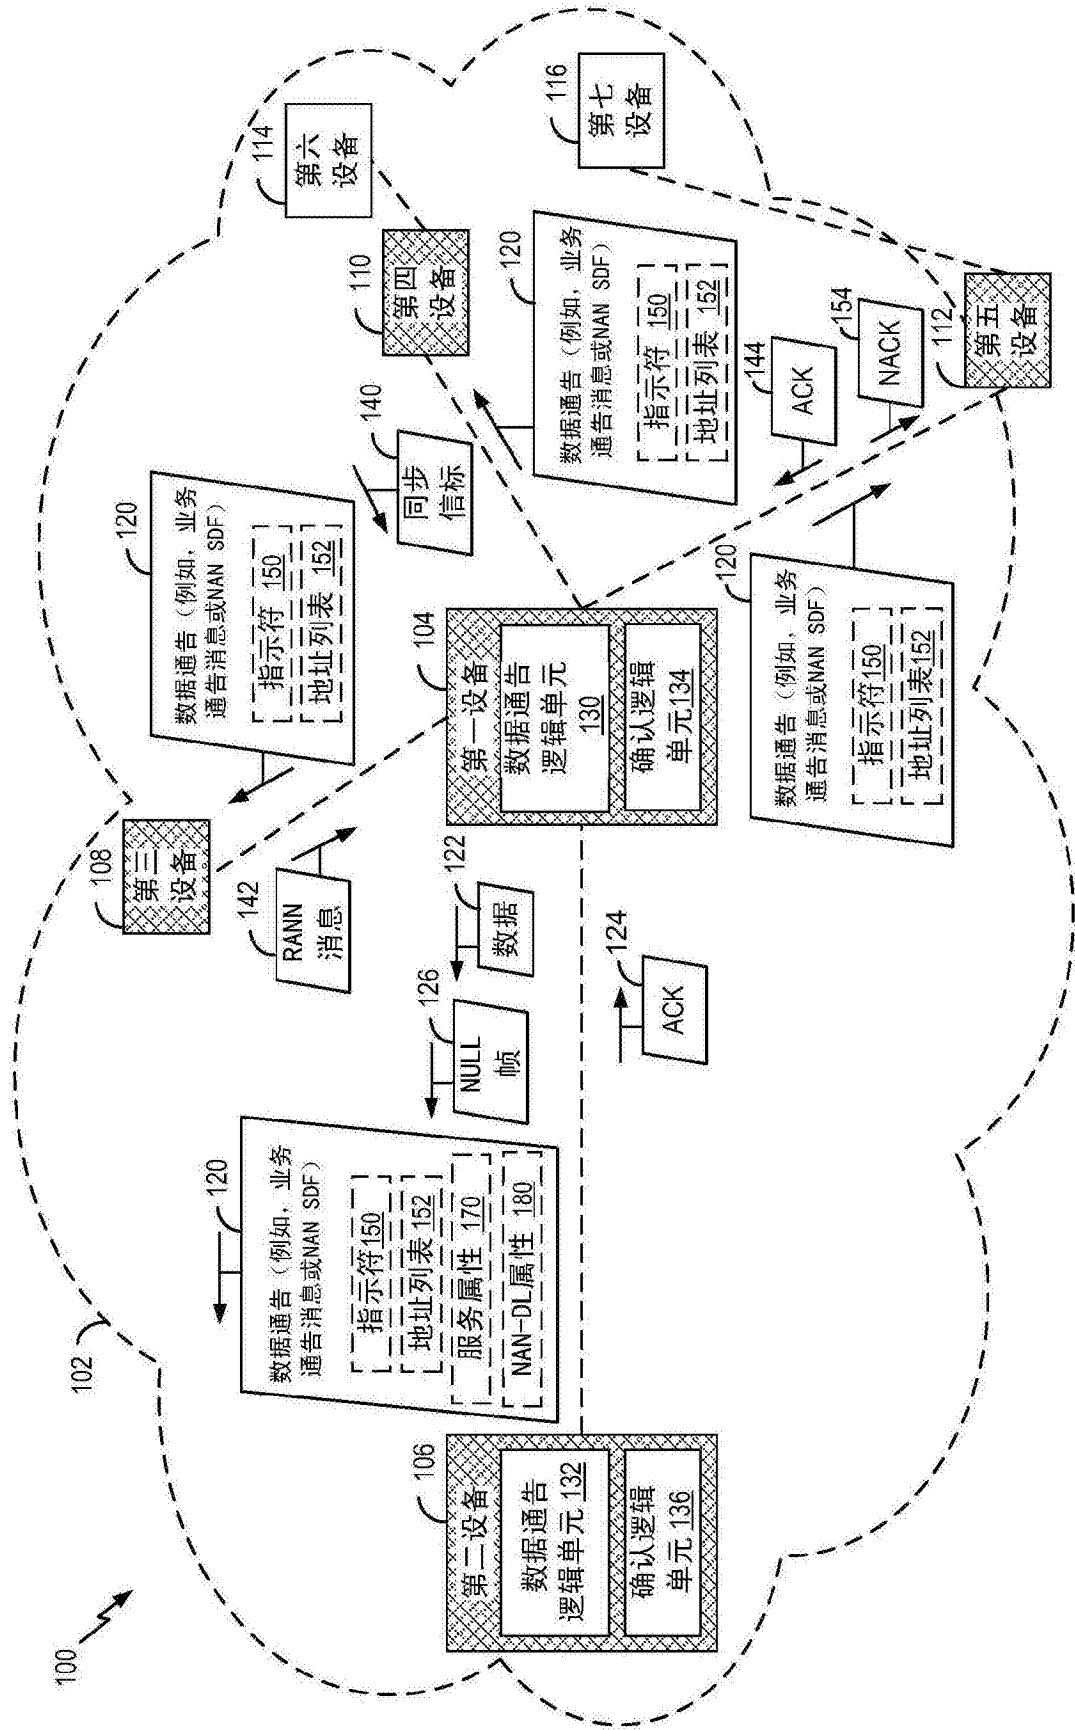 100
102
第二设备
106
数据通告
逻辑单元 132
确认逻辑
单元 136
120
数据通告（例如，业务
通告消息或NAN SDF）
指示符 150
地址列表 152
服务属性 170
NAN-DL属性 180
126
NULL
帧
122
数据
124
ACK
108
第三设备
142
RANN
消息
120
数据通告（例如，业务
通告消息或NAN SDF）
指示符 150
地址列表 152
第一设备
104
数据通告
逻辑单元
130
确认逻辑
单元 134
140
同步
信标
110
第四
设备
114
第六
设备
120
数据通告（例如，业务
通告消息或NAN SDF）
指示符 150
地址列表 152
116
第七
设备
120
数据通告（例如，业务
通告消息或NAN SDF）
指示符 150
地址列表 152
144
ACK
154
NACK
112
第五
设备